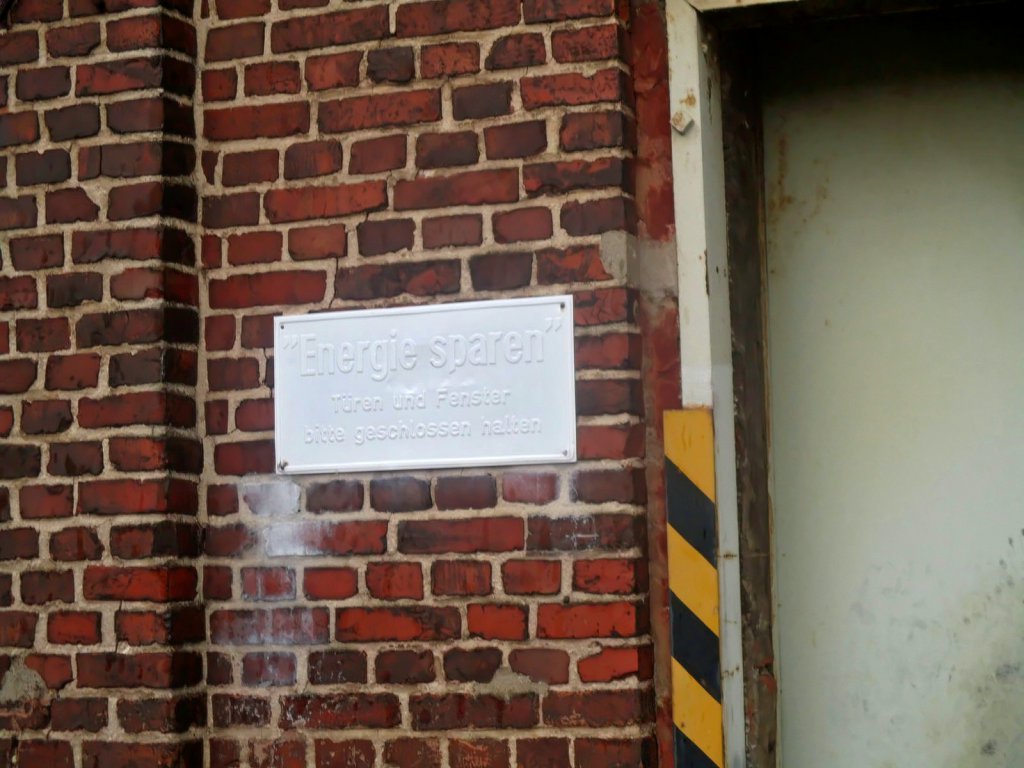 ”Energie sparen”
Türen und Fenster
bitte geschlossen halten